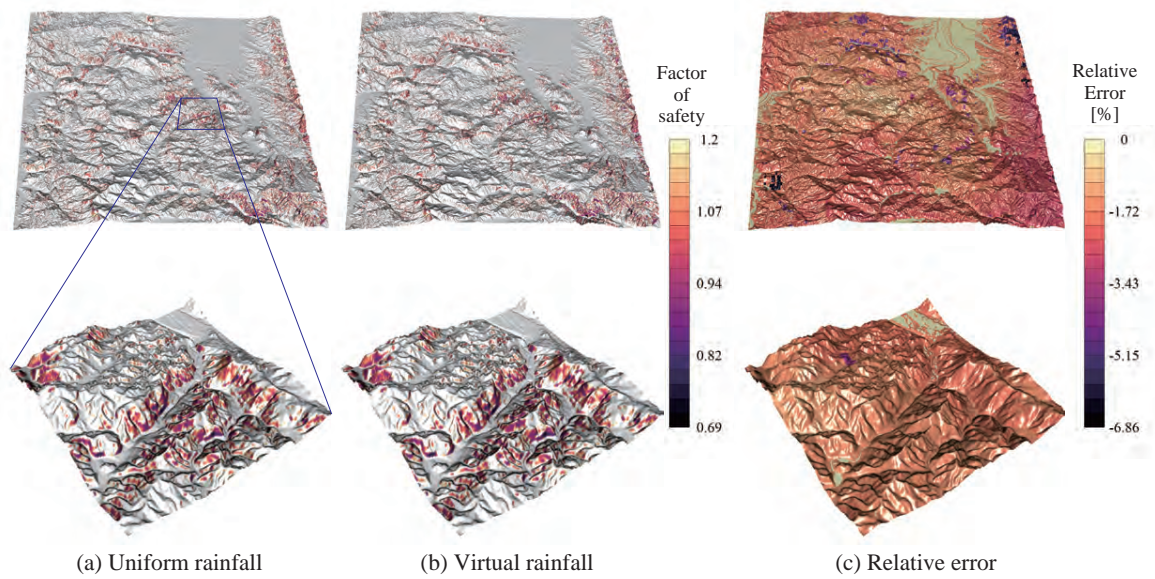 Factor
of
safety
1.2
1.07
0.94
0.82
0.69
Relative
Error
[%]
0
-1.72
-3.43
-5.15
-6.86
(a) Uniform rainfall
(b) Virtual rainfall
(c) Relative error